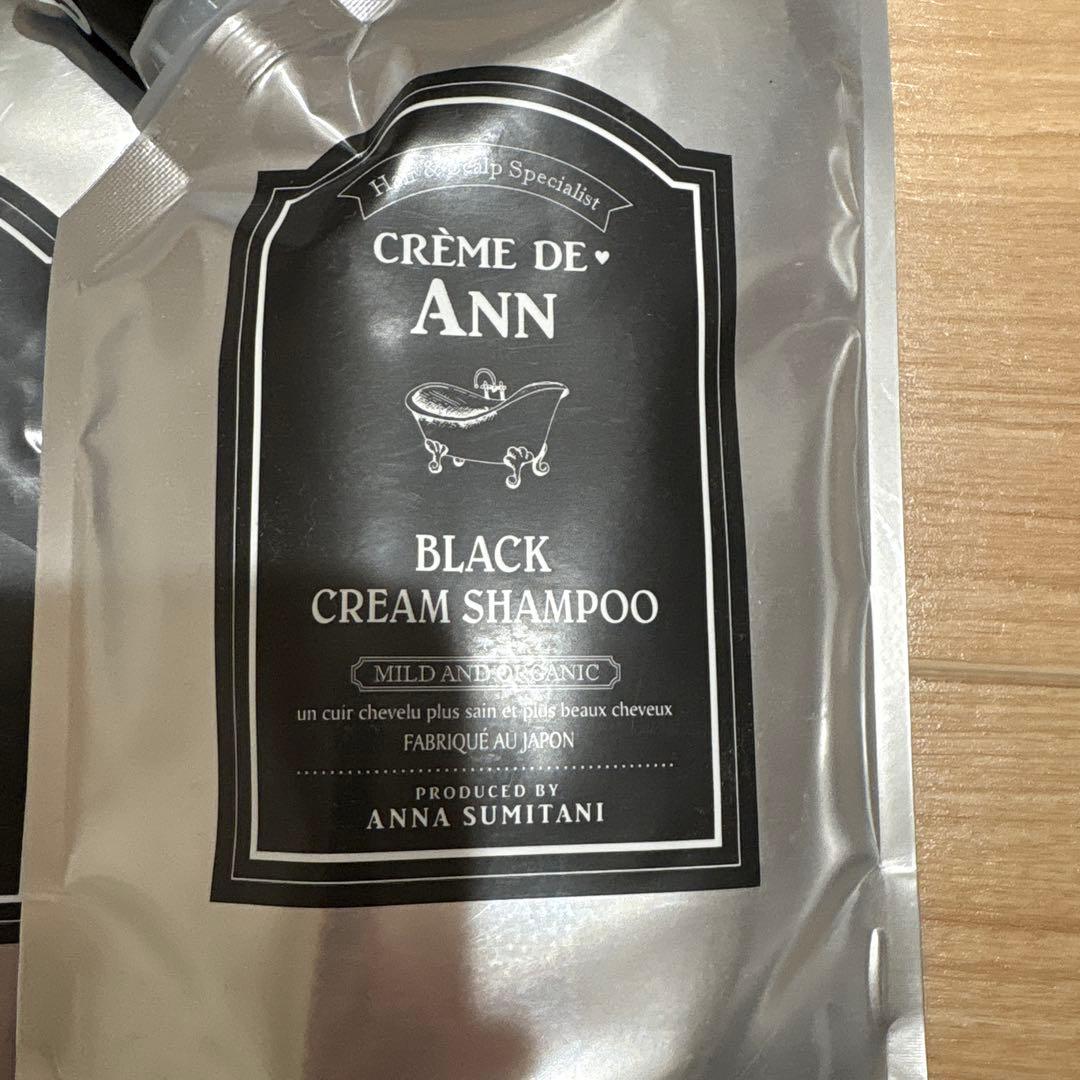 Hair & Scalp Specialist
CRÈME DE♥
ANN
BLACK
CREAM SHAMPOO
MILD AND ORGANIC
un cuir chevelu plus sain et plus beaux cheveux
FABRIQUÉ AU JAPON
PRODUCED BY
ANNA SUMITANI